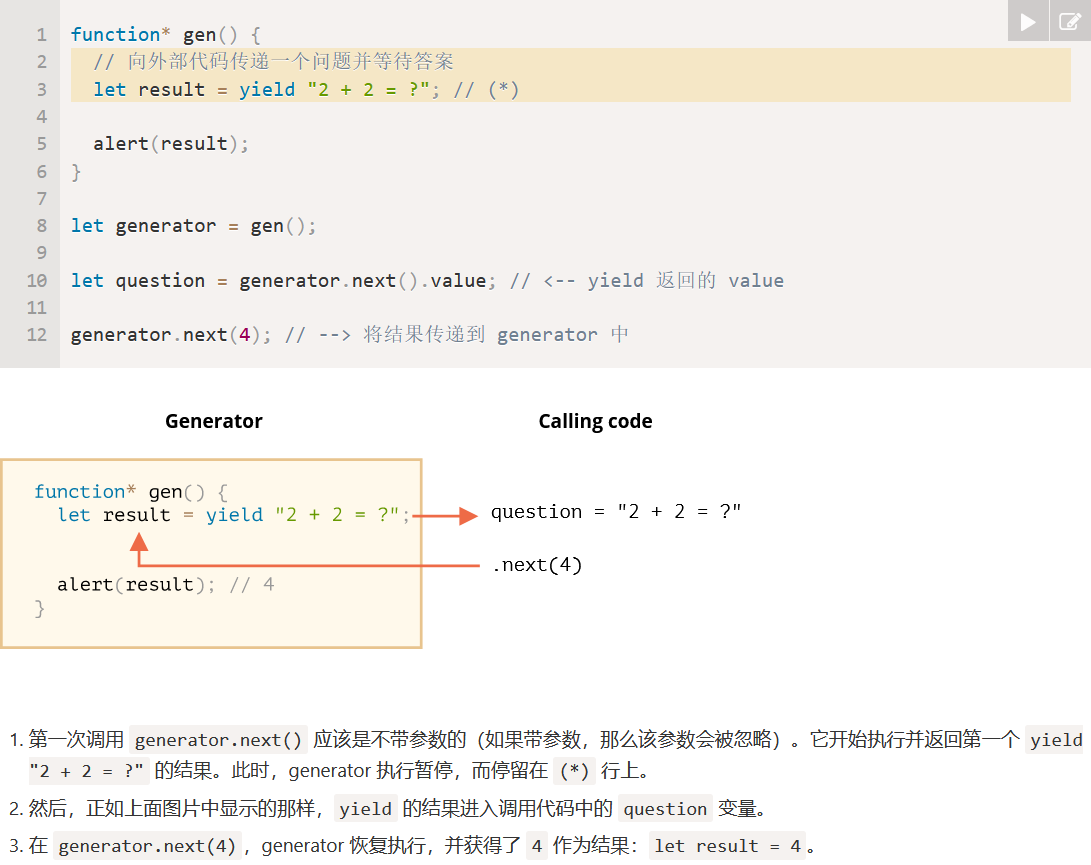 1 function* gen() {
2 // 向外部代码传递一个问题并等待答案
3 let result = yield "2 + 2 = ?"; // (*)
4
5 alert(result);
6 }
7
8 let generator = gen();
9
10 let question = generator.next().value; // <-- yield 返回的 value
11
12 generator.next(4); // --> 将结果传递到 generator 中
Generator Calling code
function* gen() {
let result = yield "2 + 2 = ?"; question = "2 + 2 = ?"
.next(4)
alert(result); // 4
}
1. 第一次调用 generator.next() 应该是不带参数的（如果带参数，那么该参数会被忽略）。它开始执行并返回第一个 yield
"2 + 2 = ?" 的结果。此时，generator 执行暂停，而停留在 (*) 行上。
2. 然后，正如上面图片中显示的那样， yield 的结果进入调用代码中的 question 变量。
3. 在 generator.next(4)，generator 恢复执行，并获得了 4 作为结果： let result = 4。